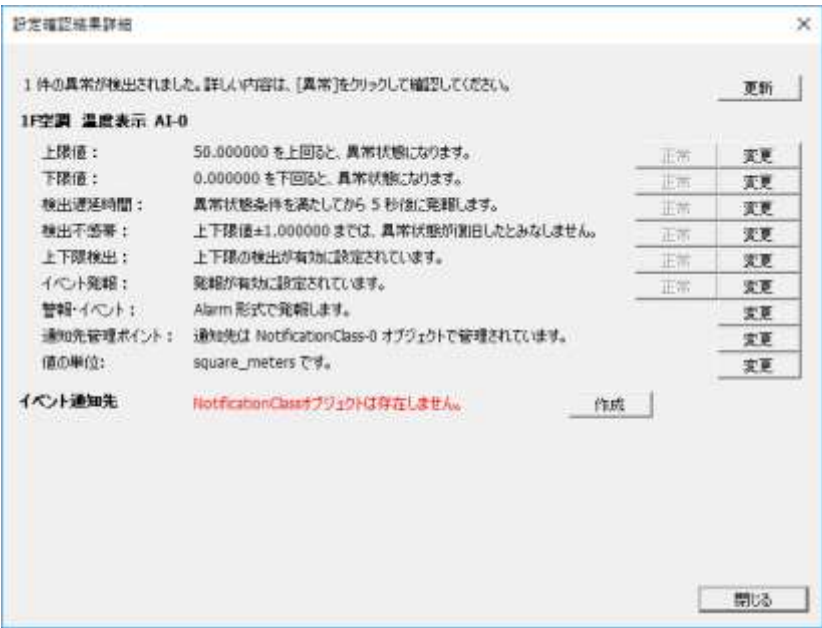 設定確認結果詳細
1 件の異常が検出されました。詳しい内容は、[異常]をクリックして確認してください。 更新
1F空調 温度表示 AI-0
上限値： 50.000000 を上回ると、異常状態になります。 正常 変更
下限値： 0.000000 を下回ると、異常状態になります。 正常 変更
検出遅延時間： 異常状態条件を満たしてから 5 秒後に発報します。 正常 変更
検出不感帯： 上下限値±1.000000 までは、異常状態が復旧したとみなしません。 正常 変更
上下限検出： 上下限の検出が有効に設定されています。 正常 変更
イベント発報： 発報が有効に設定されています。 正常 変更
警報・イベント： Alarm 形式で発報します。 変更
通知先管理ポイント： 通知先は NotificationClass-0 オブジェクトで管理されています。 変更
値の単位: square_meters です。 変更
イベント通知先 NotificationClassオブジェクトは存在しません。 作成
閉じる